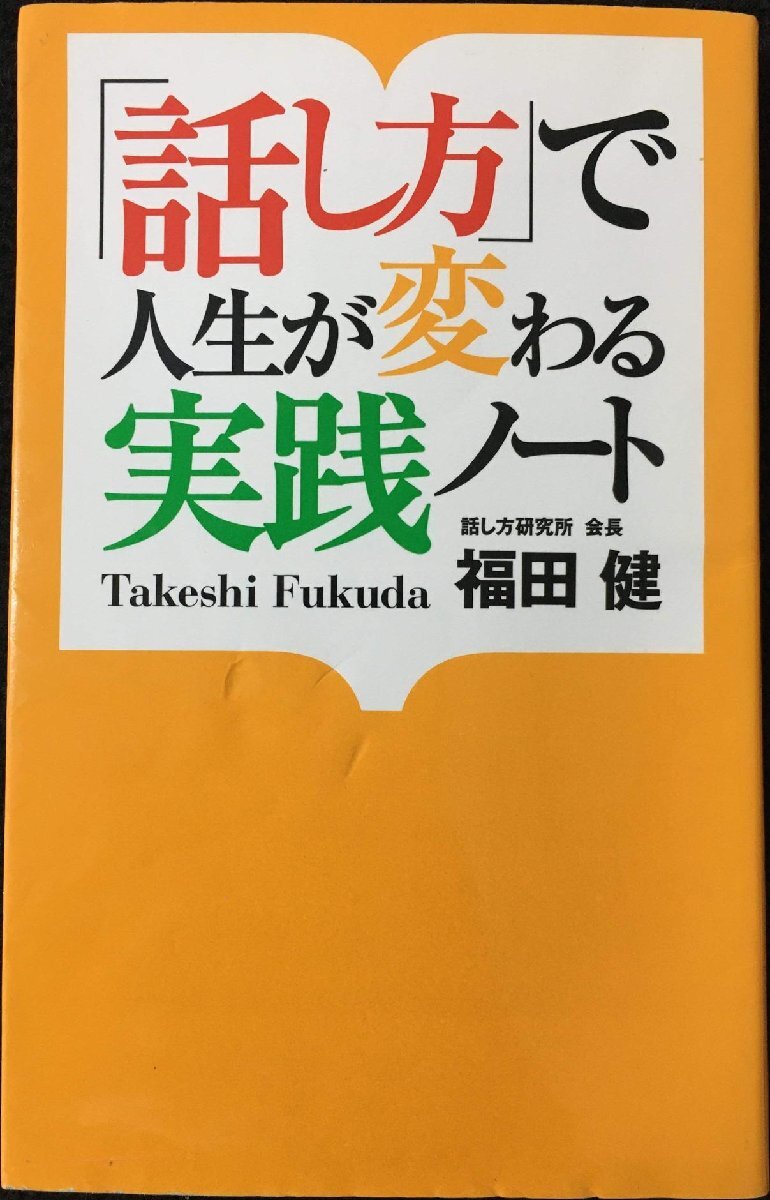 「話し方」で
人生が変わる
実践ノート
話し方研究所 会長
Takeshi Fukuda 福田 健